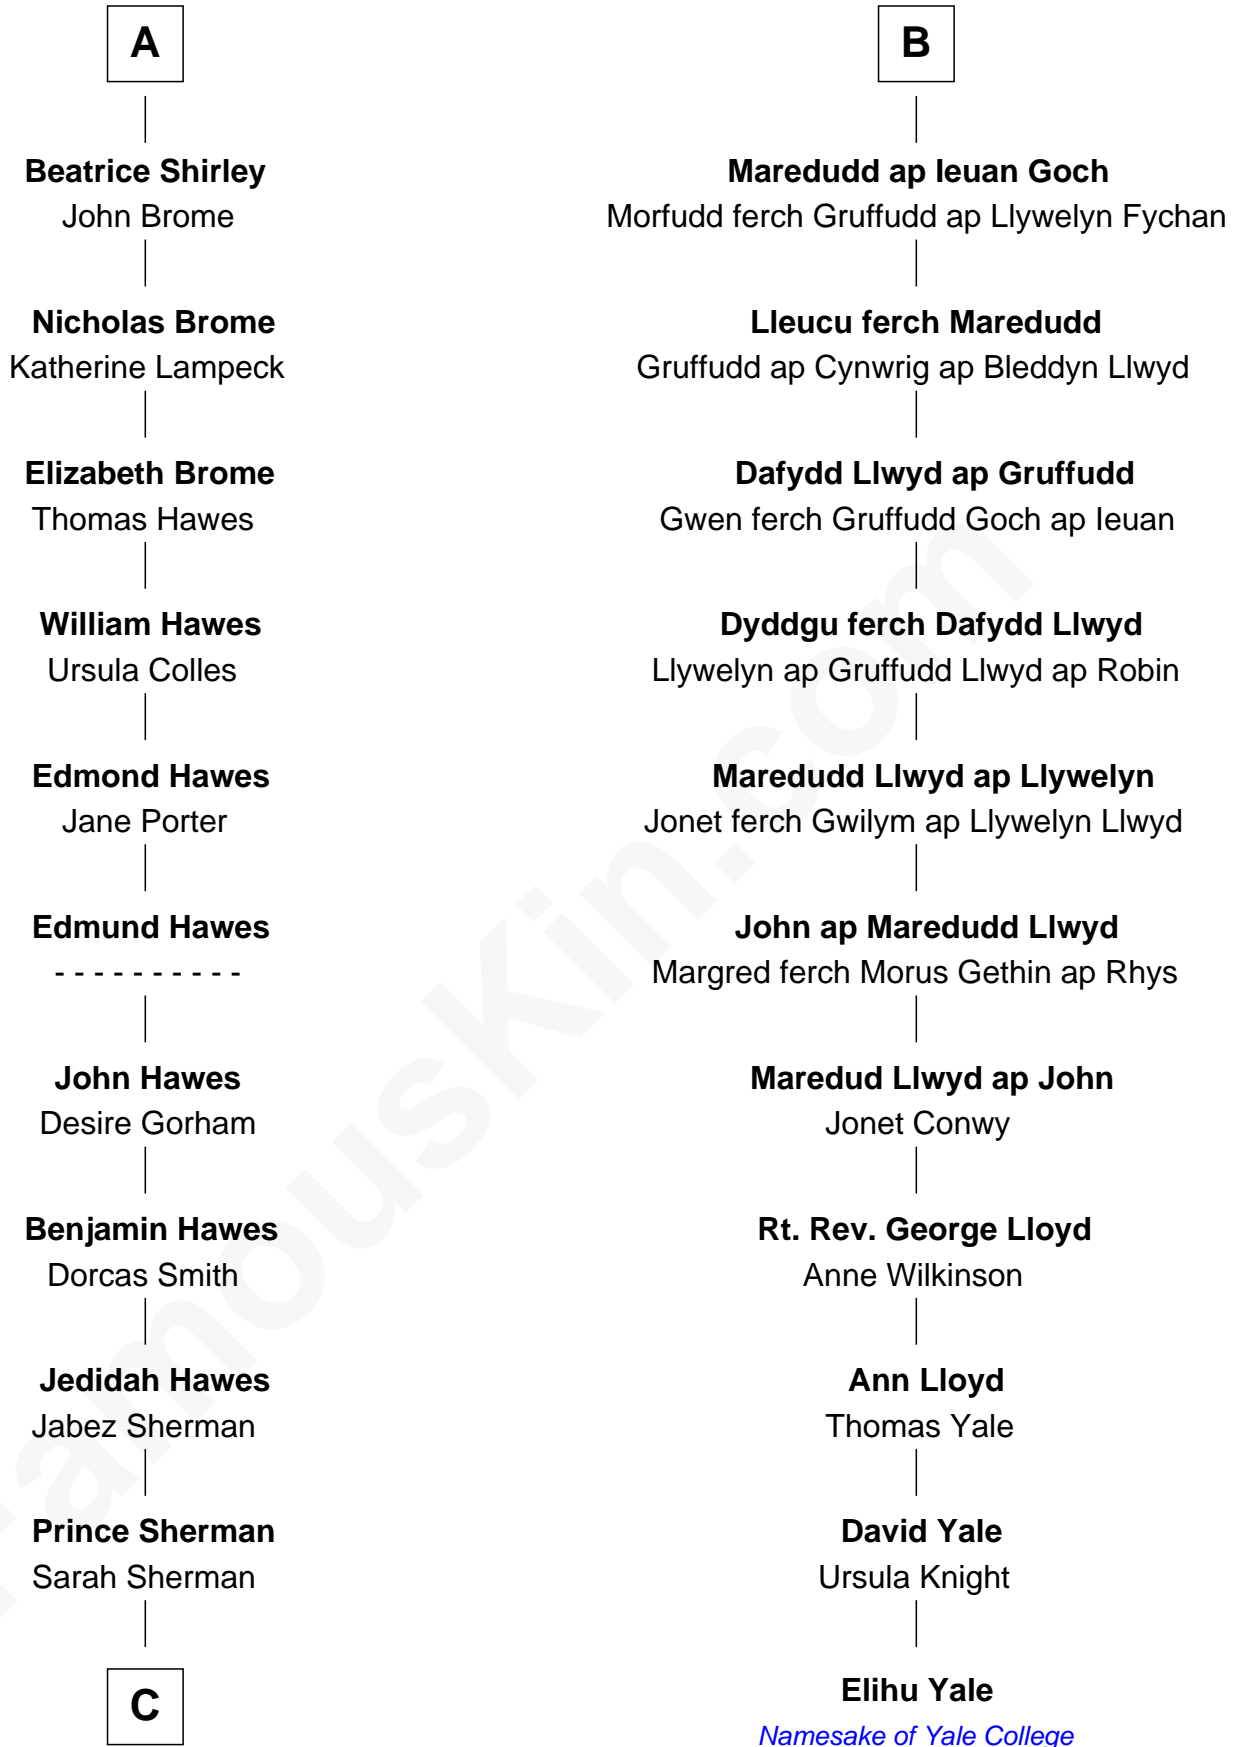 A
Beatrice Shirley
John Brome
Nicholas Brome
Katherine Lampeck
Elizabeth Brome
Thomas Hawes
William Hawes
Ursula Colles
Edmond Hawes
Jane Porter
Edmund Hawes
- - - - - - - - - -
John Hawes
Desire Gorham
Benjamin Hawes
Dorcas Smith
Jedidah Hawes
Jabez Sherman
Prince Sherman
Sarah Sherman
C
B
Maredudd ap Ieuan Goch
Morfudd ferch Gruffudd ap Llywelyn Fychan
Lleucu ferch Maredudd
Gruffudd ap Cynwrig ap Bleddyn Llwyd
Dafydd Llwyd ap Gruffudd
Gwen ferch Gruffudd Goch ap Ieuan
Dyddgu ferch Dafydd Llwyd
Llywelyn ap Gruffudd Llwyd ap Robin
Maredudd Llwyd ap Llywelyn
Jonet ferch Gwilym ap Llywelyn Llwyd
John ap Maredudd Llwyd
Margred ferch Morus Gethin ap Rhys
Maredud Llwyd ap John
Jonet Conwy
Rt. Rev. George Lloyd
Anne Wilkinson
Ann Lloyd
Thomas Yale
David Yale
Ursula Knight
Elihu Yale
Namesake of Yale College
FamousKin.com